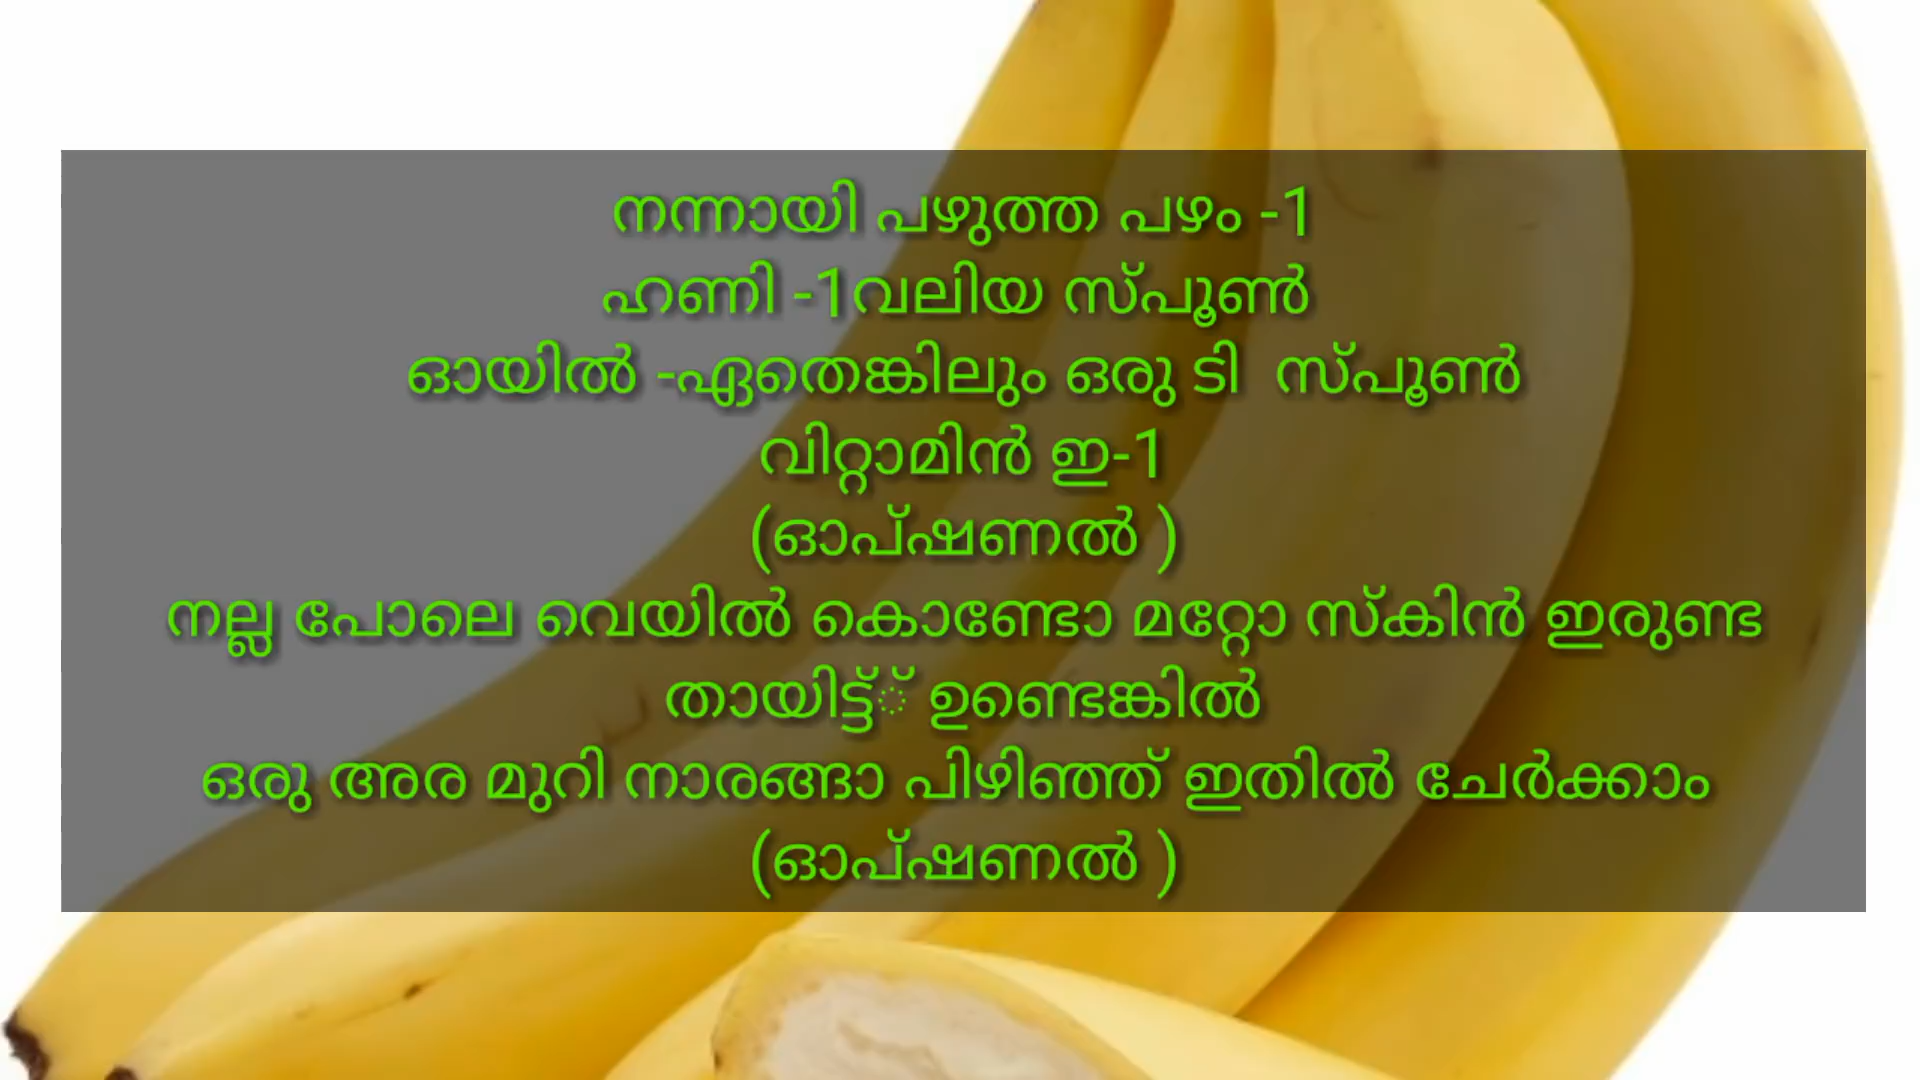 നന്നായി പഴുത്ത പഴം -1
ഹണി -1വലിയ സ്പൂൺ
ഓയിൽ -ഏതെങ്കിലും ഒരു ടി സ്പൂൺ
വിറ്റാമിൻ ഇ-1
(ഓപ്ഷണൽ )
നല്ല പോലെ വെയിൽ കൊണ്ടോ മറ്റോ സ്കിൻ ഇരുണ്ട
തായിട്ട്് ഉണ്ടെങ്കിൽ
ഒരു അര മുറി നാരങ്ങാ പിഴിഞ്ഞ് ഇതിൽ ചേർക്കാം
(ഓപ്ഷണൽ )